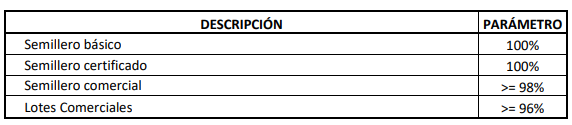 DESCRIPCIÓN PARÁMETRO
Semillero básico 100%
Semillero certificado 100%
Semillero comercial >= 98%
Lotes Comerciales >= 96%